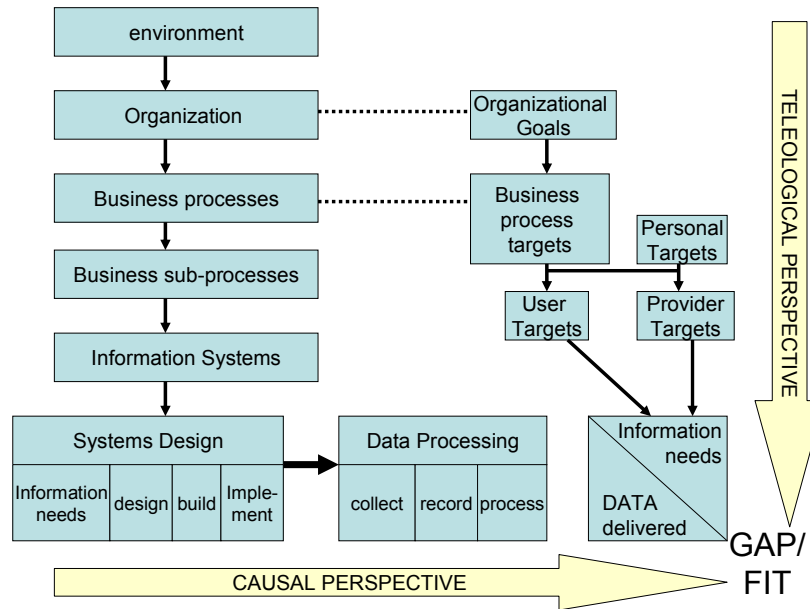 environment
Organization
Organizational
Goals
Business processes
Business
process
targets
Personal
Targets
Business sub-processes
User
Targets
Provider
Targets
Information Systems
Systems Design
Information
needs
design
build
Imple-
ment
Data Processing
collect
record
process
Information
needs
DATA
delivered
TELEOLOGICAL PERSPECTIVE
CAUSAL PERSPECTIVE
GAP/
FIT